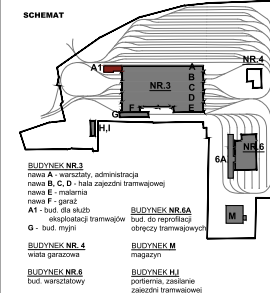 SCHEMAT
NR.4
A1
A
NR.3
B
C
D
E
F
G
H,I
NR.6
6A
M
BUDYNEK NR.3
nawa A - warsztaty, administracja
nawa B, C, D - hala zajezdni tramwajowej
nawa E - malarnia
nawa F - garaż
A1 - bud. dla służb
eksploatacji tramwajów
G - bud. myjni
BUDYNEK NR.6A
bud. do reprofilacji
obręczy tramwajowych
BUDYNEK NR. 4
wiata garażowa
BUDYNEK M
magazyn
BUDYNEK NR.6
bud. warsztatowy
BUDYNEK H,I
portiernia, zasilanie
zajezdni tramwajowej